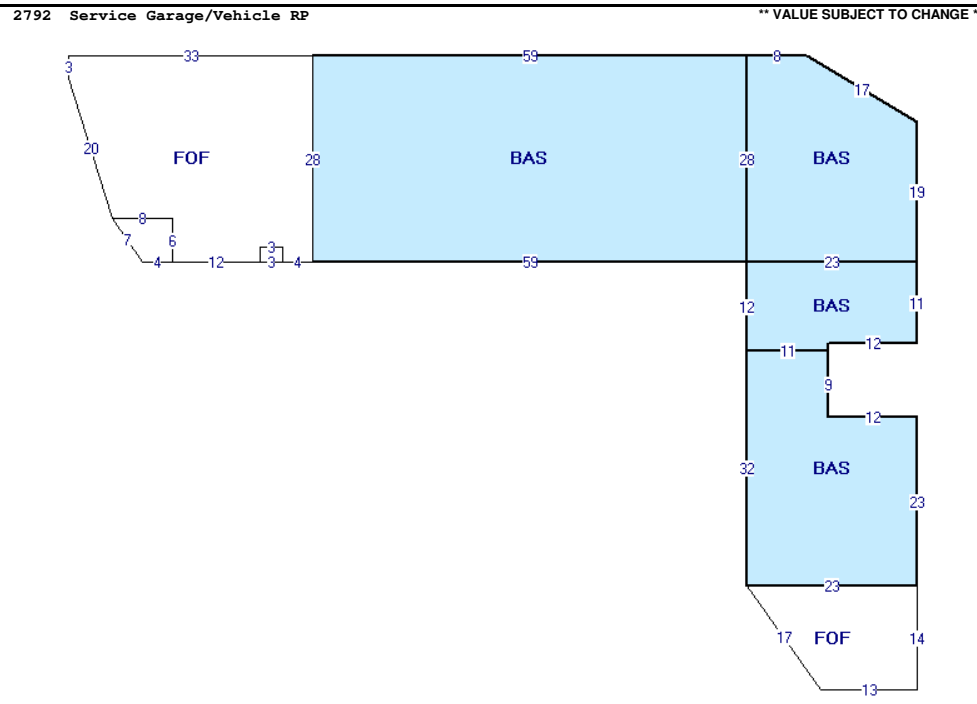 2792 Service Garage/Vehicle RP
** VALUE SUBJECT TO CHANGE *
33 59 8
3
17
20 FOF 28 BAS 28 BAS
19
8
7 6 3
4 12 3 4 59 23
12 BAS 11
11 12
9
12
32 BAS
23
23
17 FOF 14
13